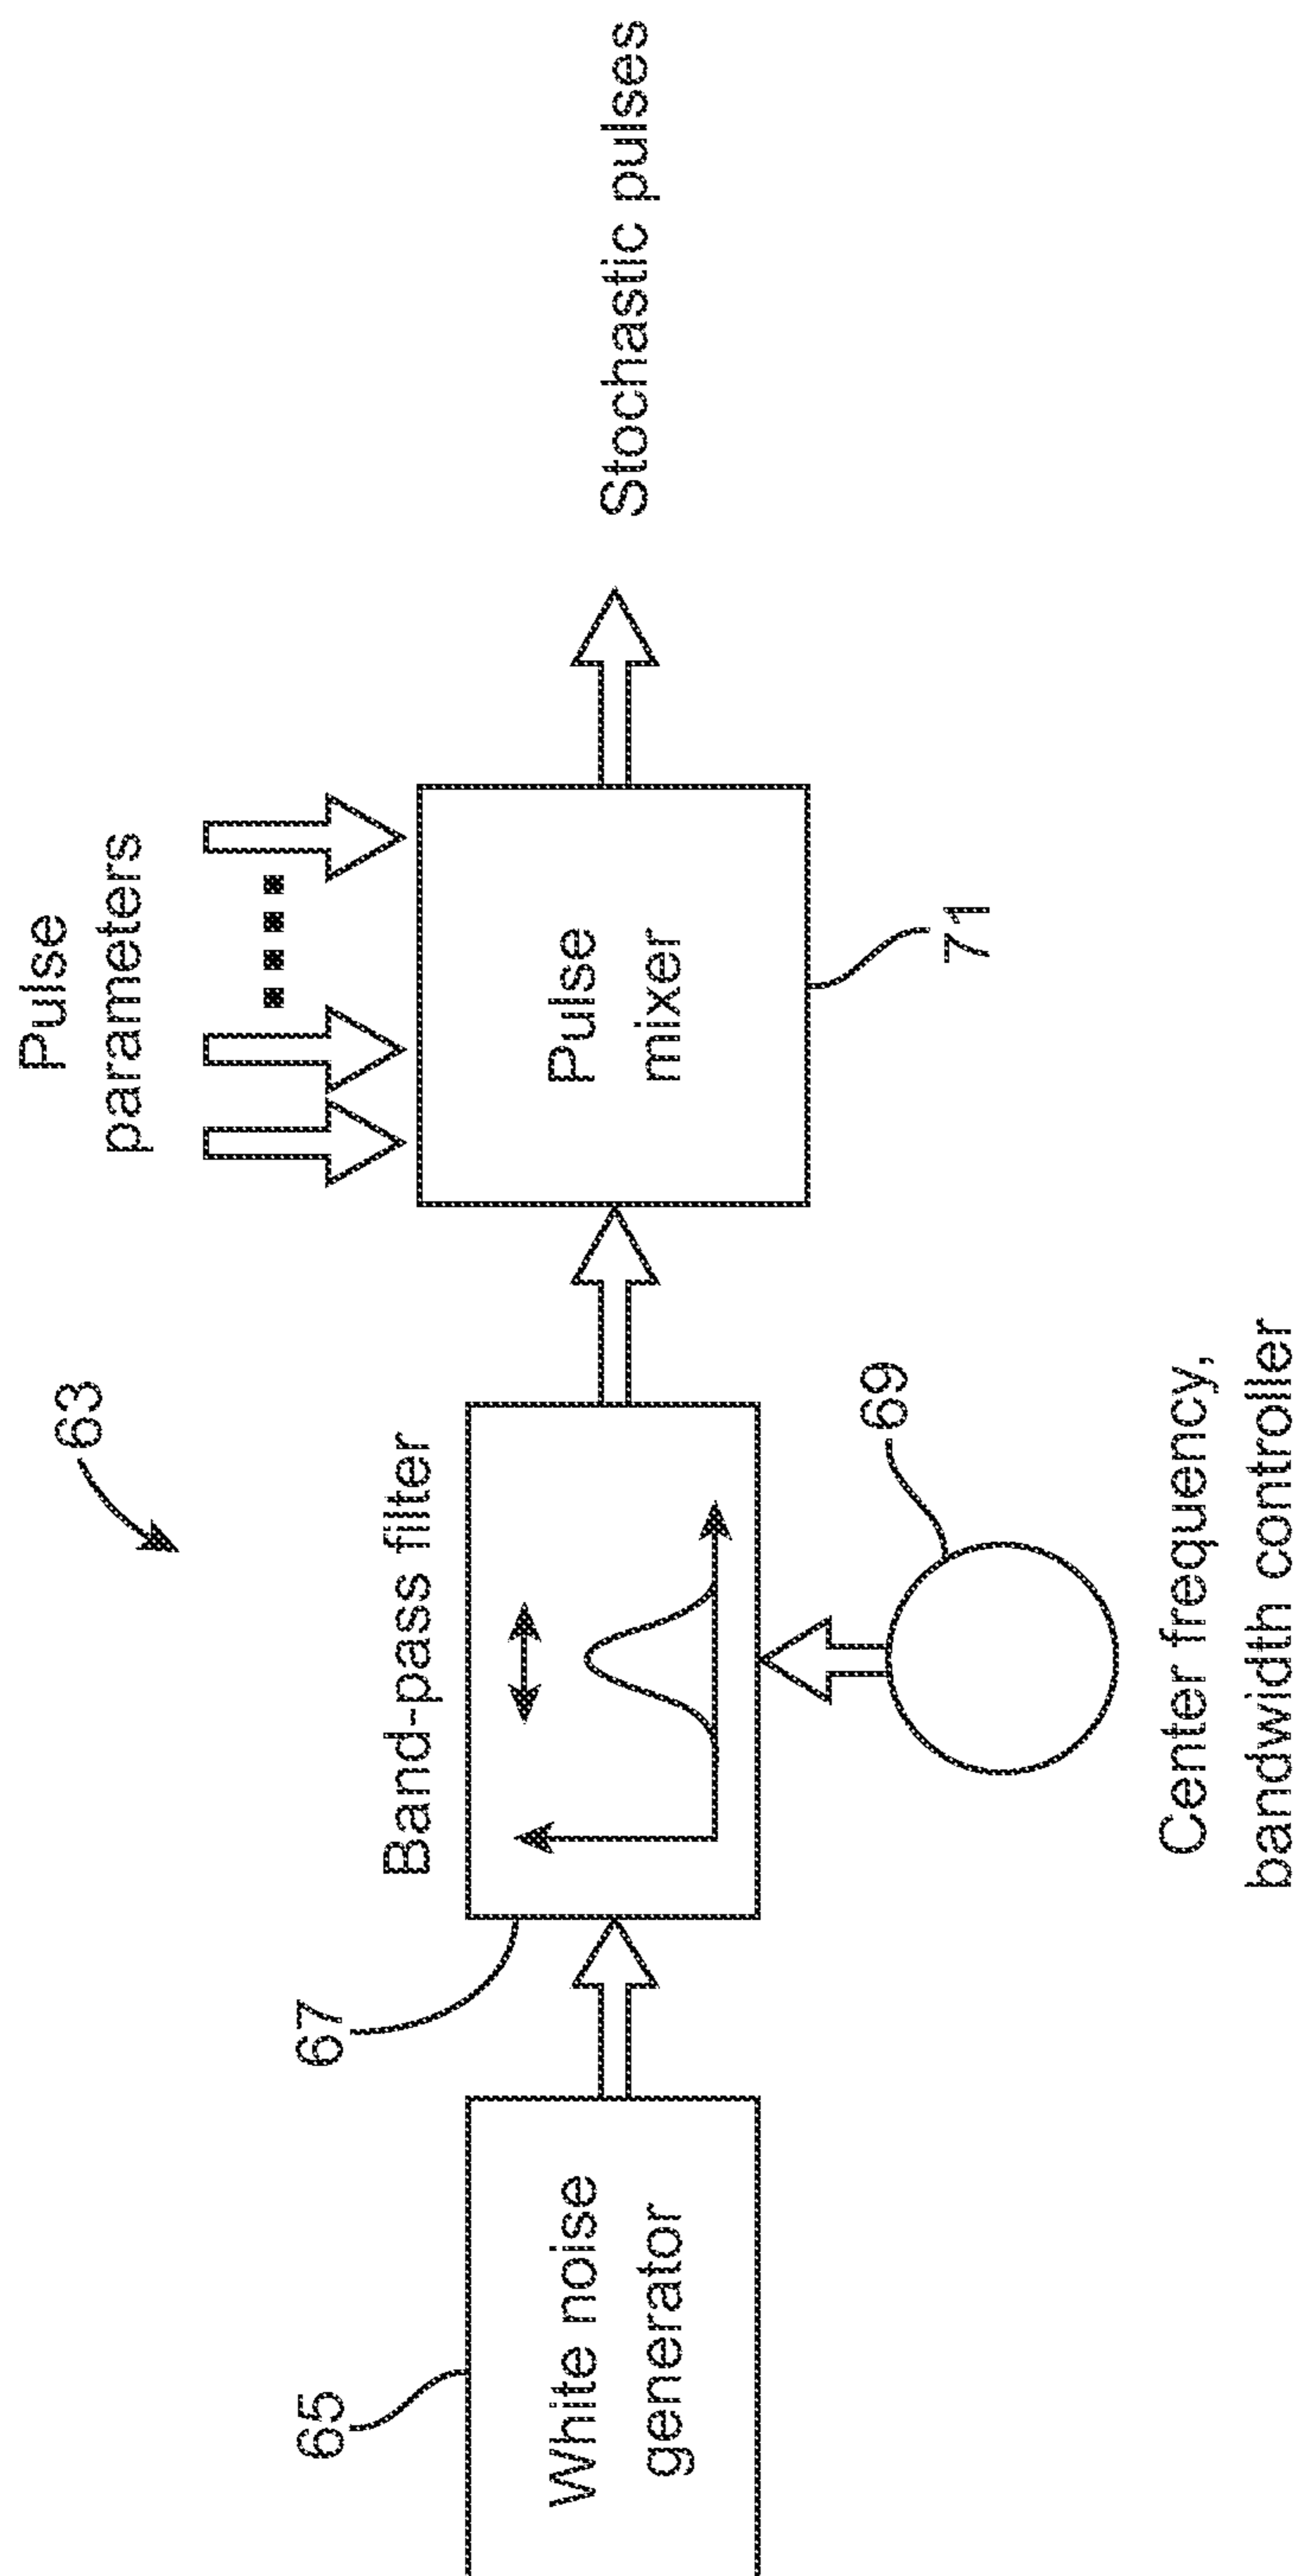 63
Pulse
parameters
Band-pass filter
67
65
White noise
generator
Pulse
mixer
Stochastic pulses
69
71
Center frequency,
bandwidth controller